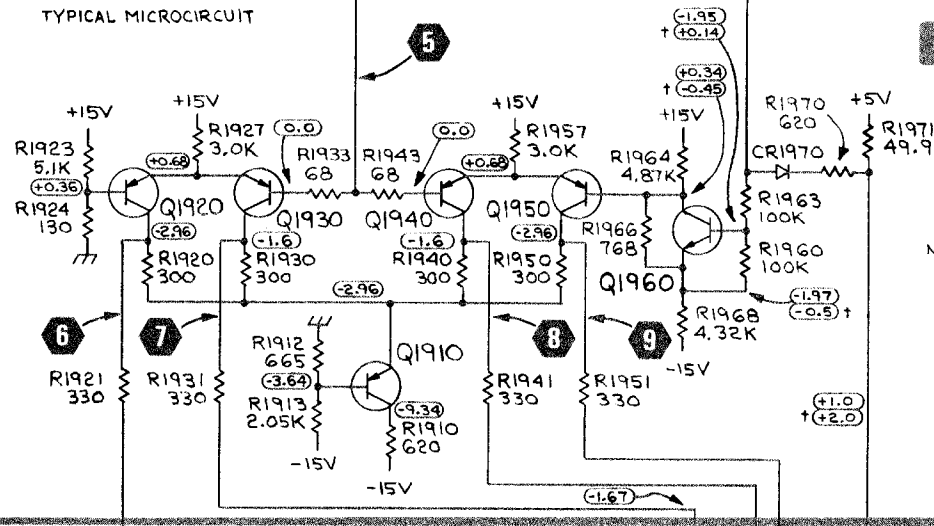 TYPICAL MICROCIRCUIT
5
-1.95
† +0.14
+0.34
† -0.45
+15V
+15V
+15V
+15V
+5V
R1923
5.1K
+0.36
R1924
130
+0.68
R1927
3.0K
0.0
R1933
68
R1943
68
0.0
+0.68
R1957
3.0K
R1964
4.87K
CR1970
R1970
620
R1971
49.9
Q1920
Q1930
Q1940
Q1950
R1966
768
Q1960
R1963
100K
R1960
100K
-2.96
R1920
300
-1.6
R1930
300
-1.6
R1940
300
-2.96
R1950
300
-2.96
-1.97
-0.5 †
R1968
4.32K
-15V
6
7
8
9
R1912
665
-3.64
R1913
2.05K
-15V
Q1910
-9.34
R1910
620
-15V
R1921
330
R1931
330
R1941
330
R1951
330
+1.0
† +2.0
-1.67